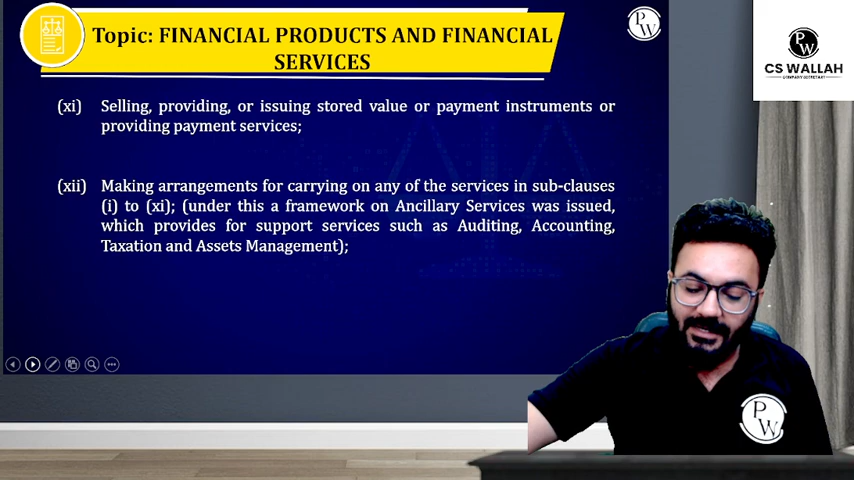 Topic: FINANCIAL PRODUCTS AND FINANCIAL
SERVICES
PW
PW
CS WALLAH
COMPANY SECRETARY
(xi) Selling, providing, or issuing stored value or payment instruments or
providing payment services;
(xii) Making arrangements for carrying on any of the services in sub-clauses
(i) to (xi); (under this a framework on Ancillary Services was issued,
which provides for support services such as Auditing, Accounting,
Taxation and Assets Management);
PW